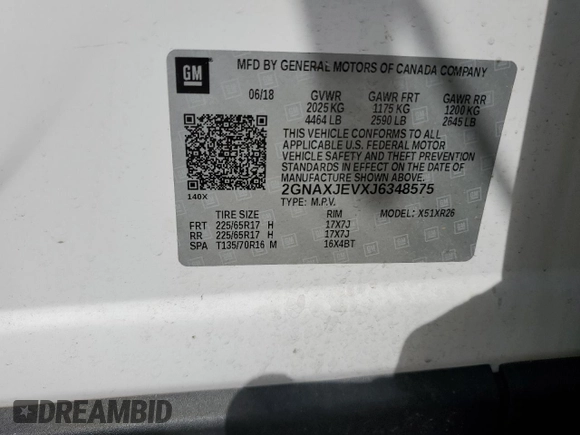 GM
MFD BY GENERAL MOTORS OF CANADA COMPANY
06/18 GVWR GAWR FRT GAWR RR
2025 KG 1175 KG 1200 KG
4464 LB 2590 LB 2645 LB
THIS VEHICLE CONFORMS TO ALL
APPLICABLE U.S. FEDERAL MOTOR
VEHICLE SAFETY AND THEFT
PREVENTION STANDARDS IN
EFFECT ON THE DATE OF
MANUFACTURE SHOWN ABOVE.
2GNAXJEVXJ6348575
140X
TYPE: M.P.V. MODEL: X51XR26
TIRE SIZE RIM
FRT 225/65R17 H 17X7J
RR 225/65R17 H 17X7J
SPA T135/70R16 M 16X4BT
DREAMBID